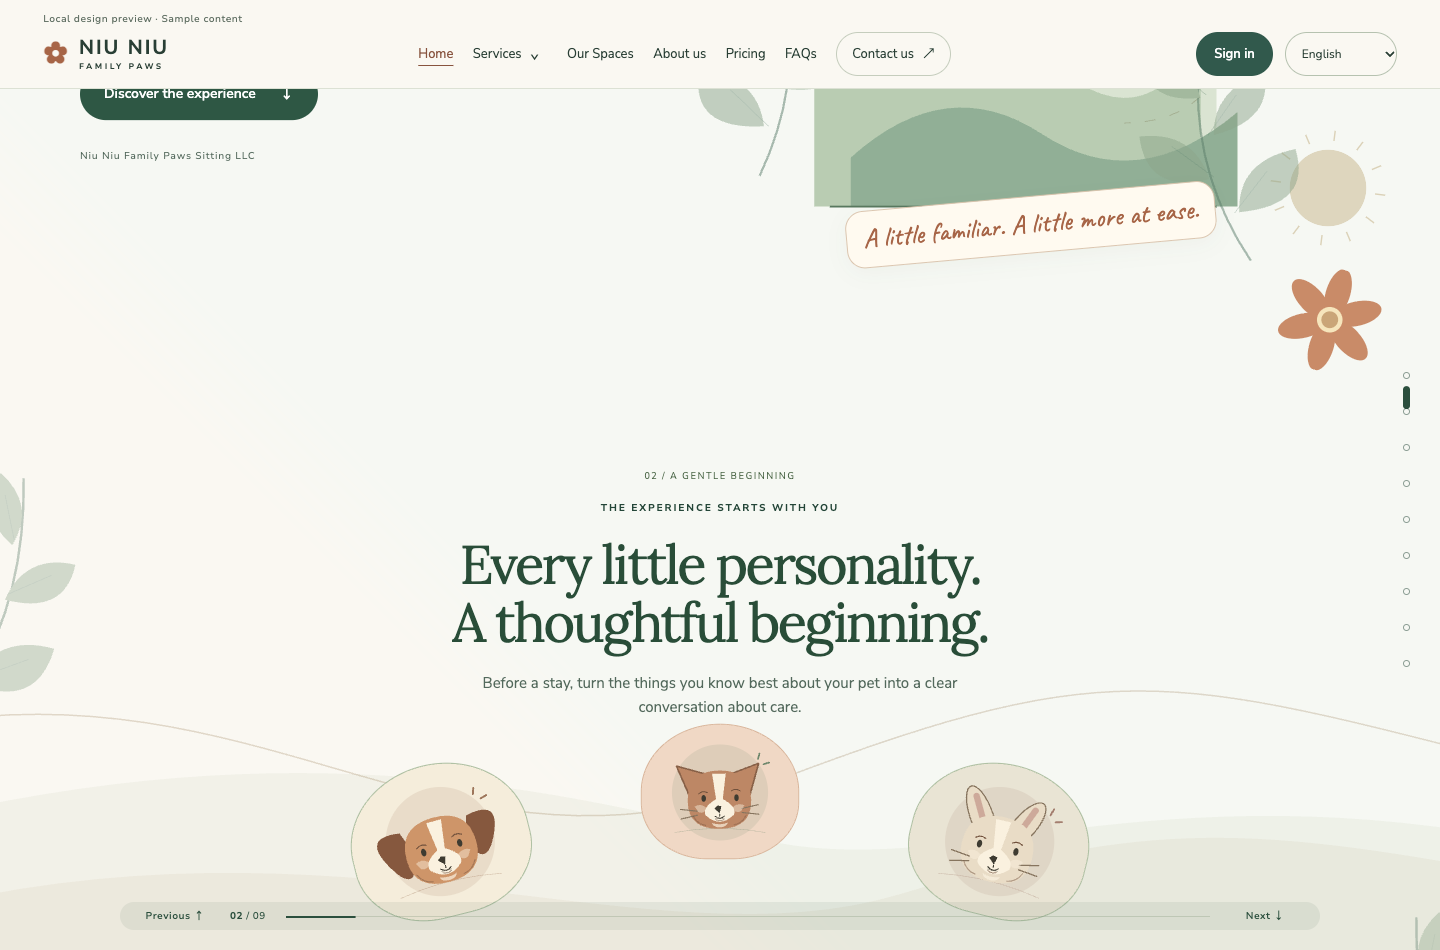 Local design preview · Sample content
NIU NIU
FAMILY PAWS
Home
Services
Our Spaces
About us
Pricing
FAQs
Contact us ↗
Sign in
English
Discover the experience ↓
Niu Niu Family Paws Sitting LLC
A little familiar. A little more at ease.
02 / A GENTLE BEGINNING
THE EXPERIENCE STARTS WITH YOU
Every little personality.
A thoughtful beginning.
Before a stay, turn the things you know best about your pet into a clear
conversation about care.
Previous ↑
02 / 09
Next ↓